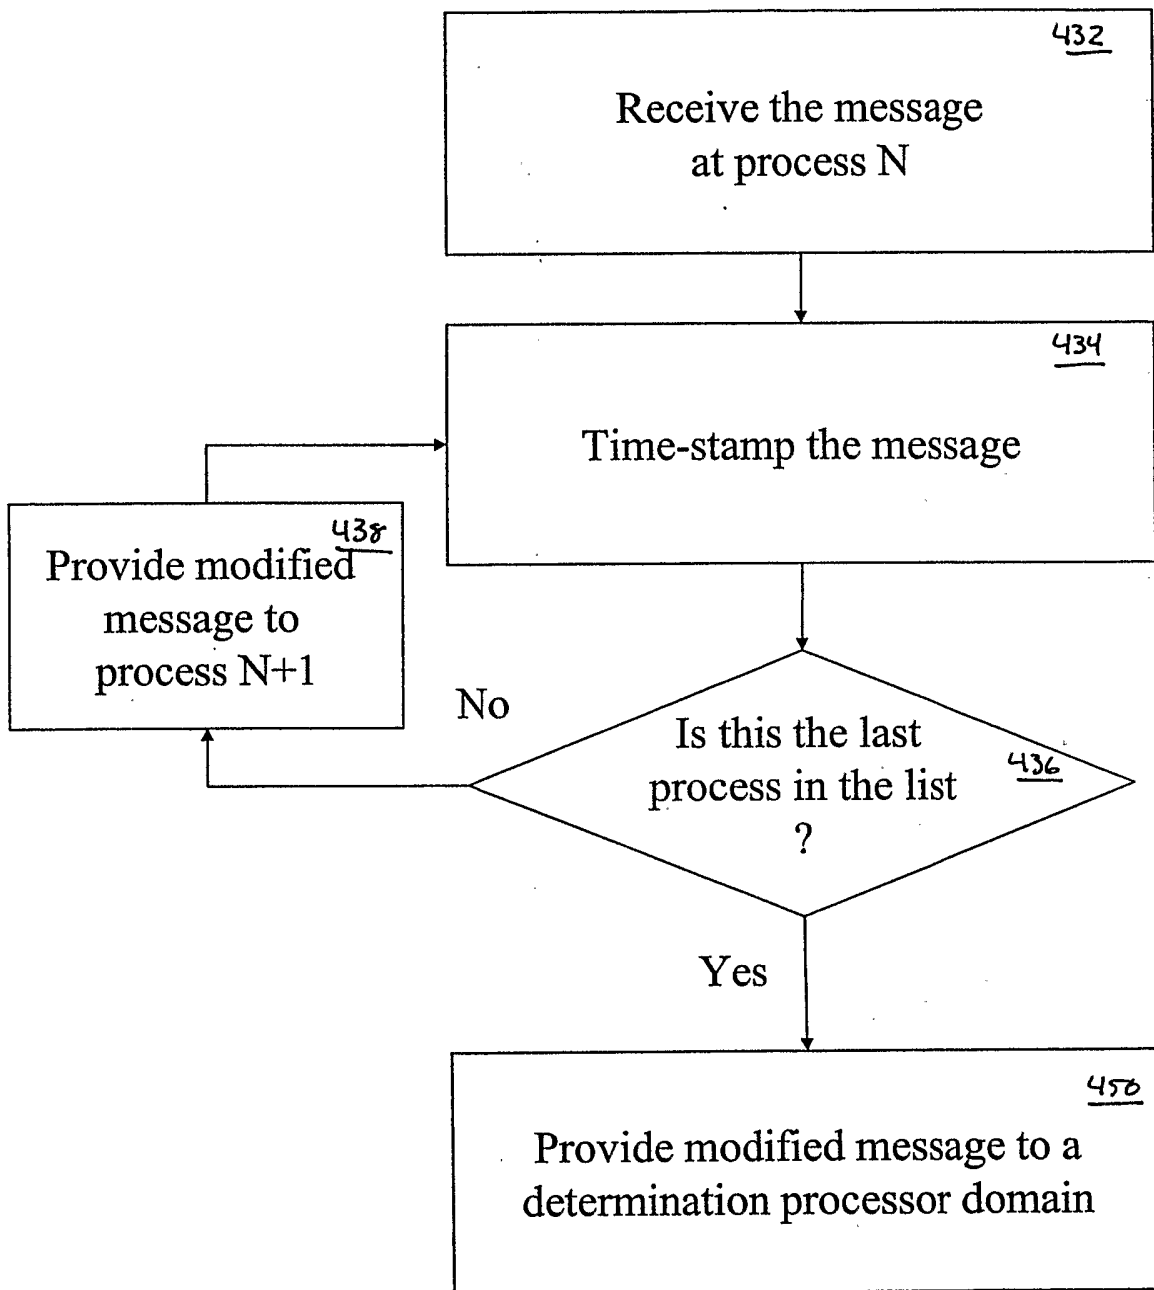 432
Receive the message
at process N
434
Time-stamp the message
438
Provide modified
message to
process N+1
No
Is this the last
process in the list
?
436
Yes
450
Provide modified message to a
determination processor domain